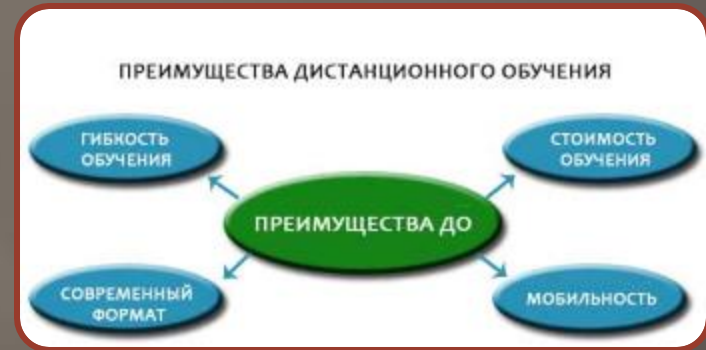 ПРЕИМУЩЕСТВА ДИСТАНЦИОННОГО ОБУЧЕНИЯ
ГИБКОСТЬ
ОБУЧЕНИЯ
СТОИМОСТЬ
ОБУЧЕНИЯ
ПРЕИМУЩЕСТВА ДО
СОВРЕМЕННЫЙ
ФОРМАТ
МОБИЛЬНОСТЬ